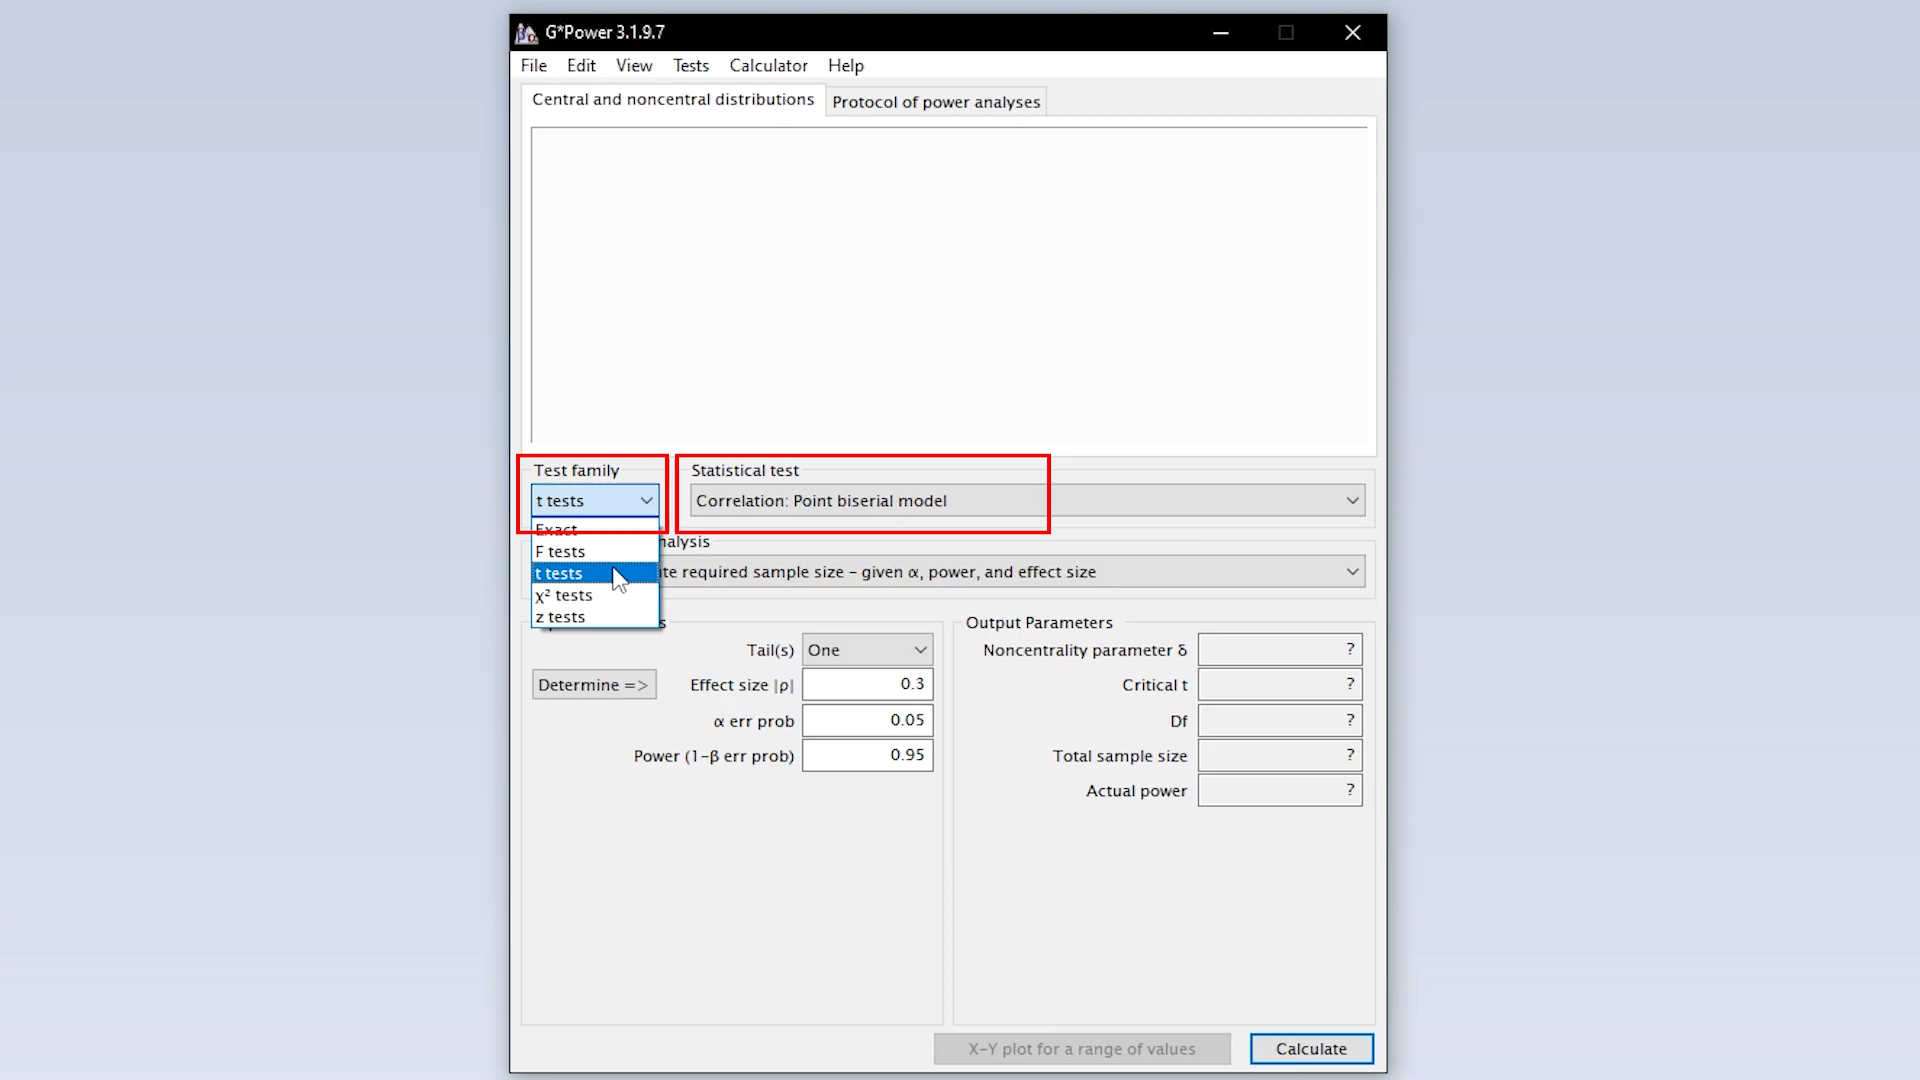 G*Power 3.1.9.7
File Edit View Tests Calculator Help
Central and noncentral distributions Protocol of power analyses
Test family Statistical test
t tests Correlation: Point biserial model
Exact
nalysis
F tests
t tests te required sample size – given α, power, and effect size
χ² tests
z tests
Output Parameters
Tail(s) One Noncentrality parameter δ ?
Determine => Effect size |ρ| 0.3 Critical t ?
α err prob 0.05 Df ?
Power (1–β err prob) 0.95 Total sample size ?
Actual power ?
X–Y plot for a range of values Calculate